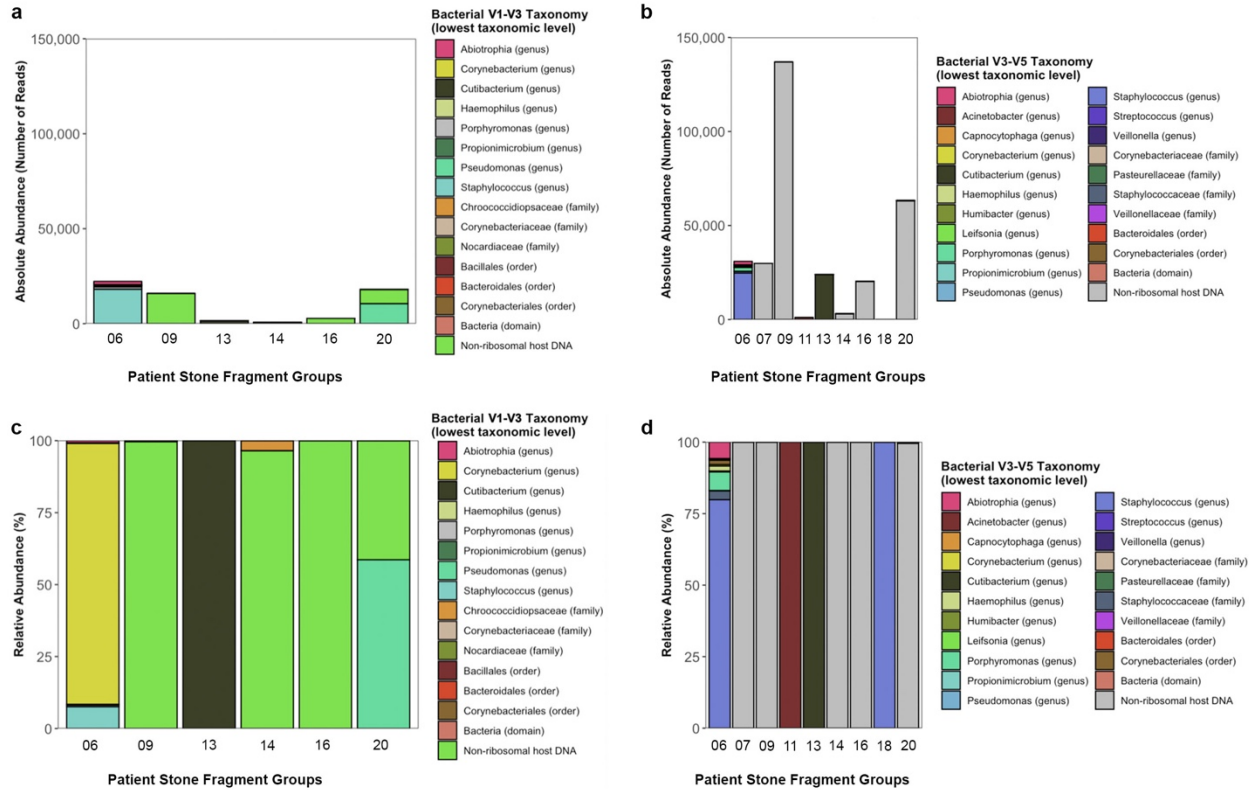 a
Bacterial V1-V3 Taxonomy
(lowest taxonomic level)
150,000
100,000
50,000
0
Absolute Abundance (Number of Reads)
06 09 13 14 16 20
Patient Stone Fragment Groups
Abiotrophia (genus)
Corynebacterium (genus)
Cutibacterium (genus)
Haemophilus (genus)
Porphyromonas (genus)
Propionimicrobium (genus)
Pseudomonas (genus)
Staphylococcus (genus)
Chroococcidiopsaceae (family)
Corynebacteriaceae (family)
Nocardiaceae (family)
Bacillales (order)
Bacteroidales (order)
Corynebacteriales (order)
Bacteria (domain)
Non-ribosomal host DNA
b
150,000
100,000
50,000
0
Absolute Abundance (Number of Reads)
06 07 09 11 13 14 16 18 20
Patient Stone Fragment Groups
Bacterial V3-V5 Taxonomy
(lowest taxonomic level)
Abiotrophia (genus)
Acinetobacter (genus)
Capnocytophaga (genus)
Corynebacterium (genus)
Cutibacterium (genus)
Haemophilus (genus)
Humibacter (genus)
Leifsonia (genus)
Porphyromonas (genus)
Propionimicrobium (genus)
Pseudomonas (genus)
Staphylococcus (genus)
Streptococcus (genus)
Veillonella (genus)
Corynebacteriaceae (family)
Pasteurellaceae (family)
Staphylococcaceae (family)
Veillonellaceae (family)
Bacteroidales (order)
Corynebacteriales (order)
Bacteria (domain)
Non-ribosomal host DNA
c
100
75
50
25
0
Relative Abundance (%)
06 09 13 14 16 20
Patient Stone Fragment Groups
Bacterial V1-V3 Taxonomy
(lowest taxonomic level)
Abiotrophia (genus)
Corynebacterium (genus)
Cutibacterium (genus)
Haemophilus (genus)
Porphyromonas (genus)
Propionimicrobium (genus)
Pseudomonas (genus)
Staphylococcus (genus)
Chroococcidiopsaceae (family)
Corynebacteriaceae (family)
Nocardiaceae (family)
Bacillales (order)
Bacteroidales (order)
Corynebacteriales (order)
Bacteria (domain)
Non-ribosomal host DNA
d
100
75
50
25
0
Relative Abundance (%)
06 07 09 11 13 14 16 18 20
Patient Stone Fragment Groups
Bacterial V3-V5 Taxonomy
(lowest taxonomic level)
Abiotrophia (genus)
Acinetobacter (genus)
Capnocytophaga (genus)
Corynebacterium (genus)
Cutibacterium (genus)
Haemophilus (genus)
Humibacter (genus)
Leifsonia (genus)
Porphyromonas (genus)
Propionimicrobium (genus)
Pseudomonas (genus)
Staphylococcus (genus)
Streptococcus (genus)
Veillonella (genus)
Corynebacteriaceae (family)
Pasteurellaceae (family)
Staphylococcaceae (family)
Veillonellaceae (family)
Bacteroidales (order)
Corynebacteriales (order)
Bacteria (domain)
Non-ribosomal host DNA